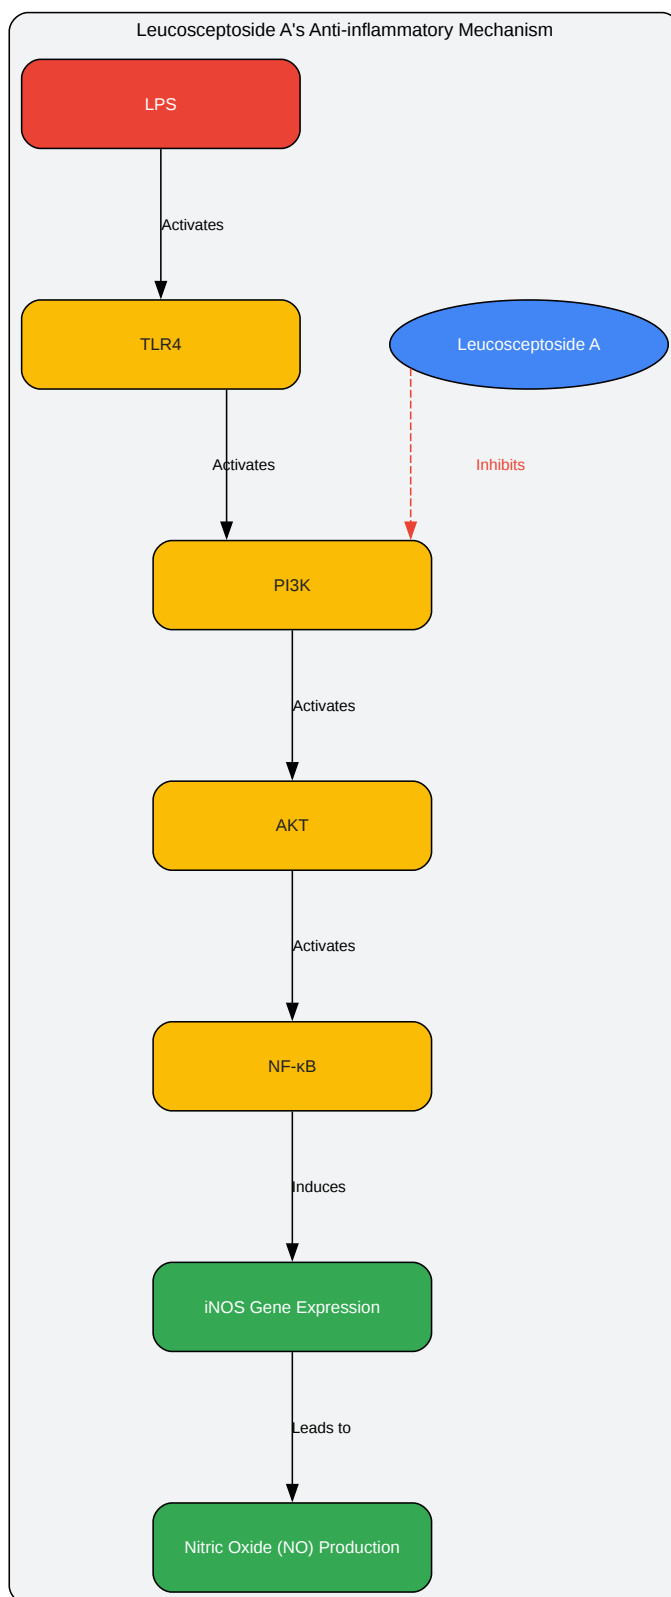 Leucosceptoside A's Anti-inflammatory Mechanism
LPS
Activates
TLR4
Leucosceptoside A
Activates
Inhibits
PI3K
Activates
AKT
Activates
NF-κB
Induces
iNOS Gene Expression
Leads to
Nitric Oxide (NO) Production